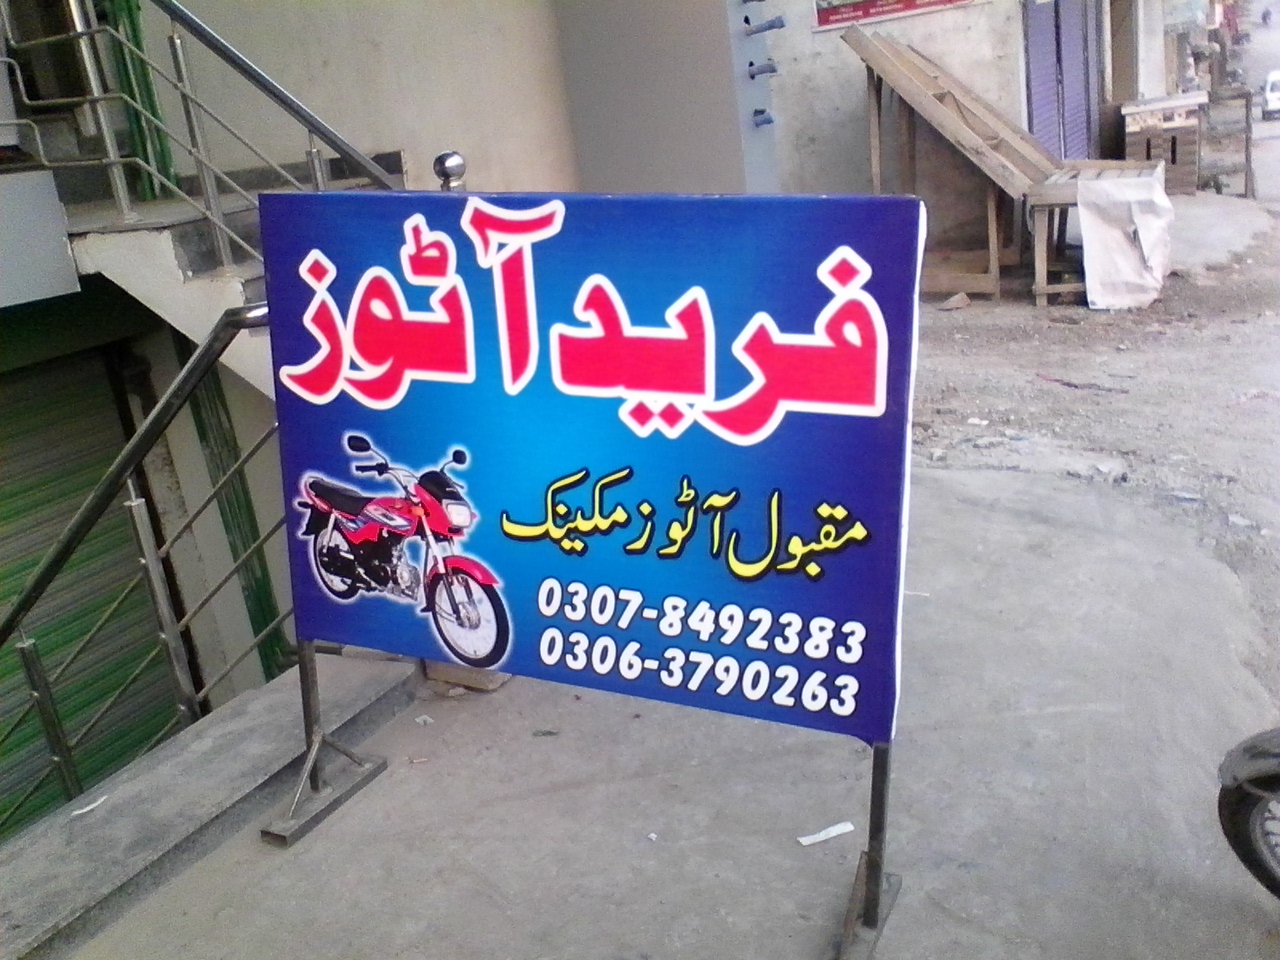 فرید آٹوز
مقبول آٹوز مکینک
0307-8492383
0306-3790263